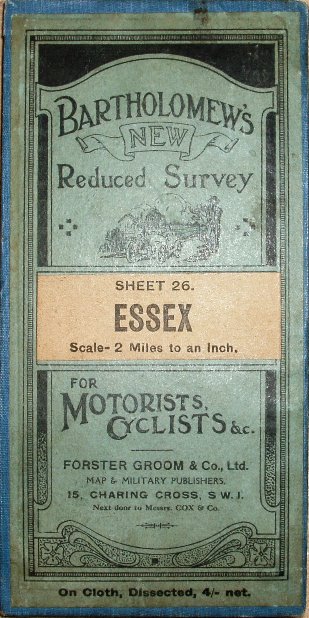 BARTHOLOMEW'S
NEW
Reduced Survey
SHEET 26.
ESSEX
Scale- 2 Miles to an Inch.
FOR
MOTORISTS,
CYCLISTS &c.
FORSTER GROOM & Co., Ltd.
MAP & MILITARY PUBLISHERS.
15, CHARING CROSS, S W. 1.
Next door to Messrs. COX & Co.
On Cloth, Dissected, 4/- net.